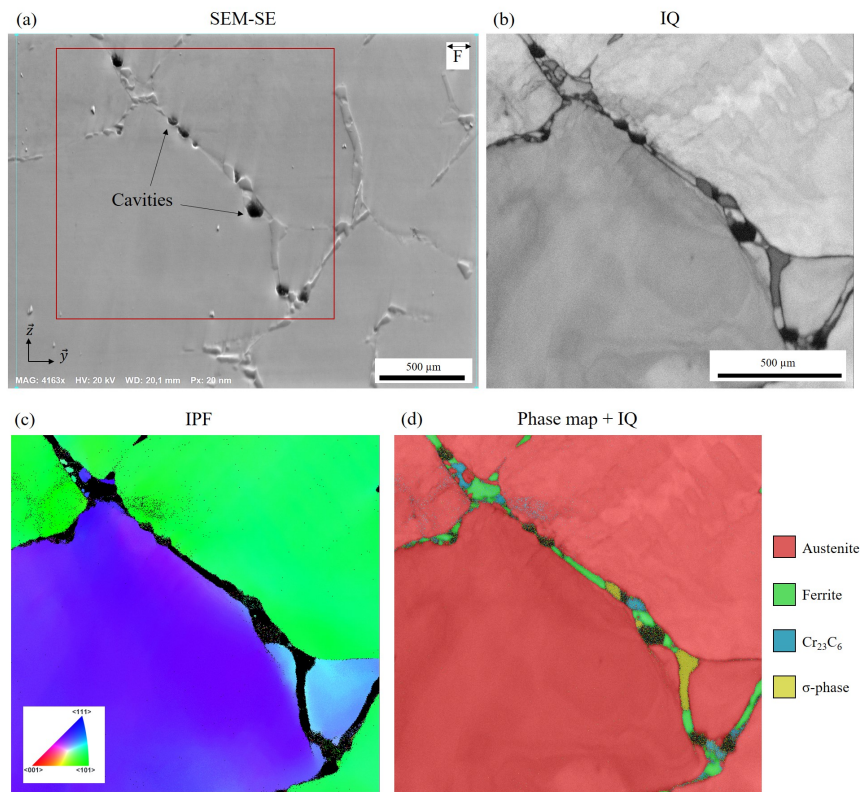 (a) SEM-SE
(b) IQ
F
Cavities
z
y
500 µm
MAG: 4163x HV: 20 kV WD: 20,1 mm Px: 20 nm
500 µm
(c) IPF
(d) Phase map + IQ
Austenite
Ferrite
Cr₂₃C₆
σ-phase
<111>
<001> <101>